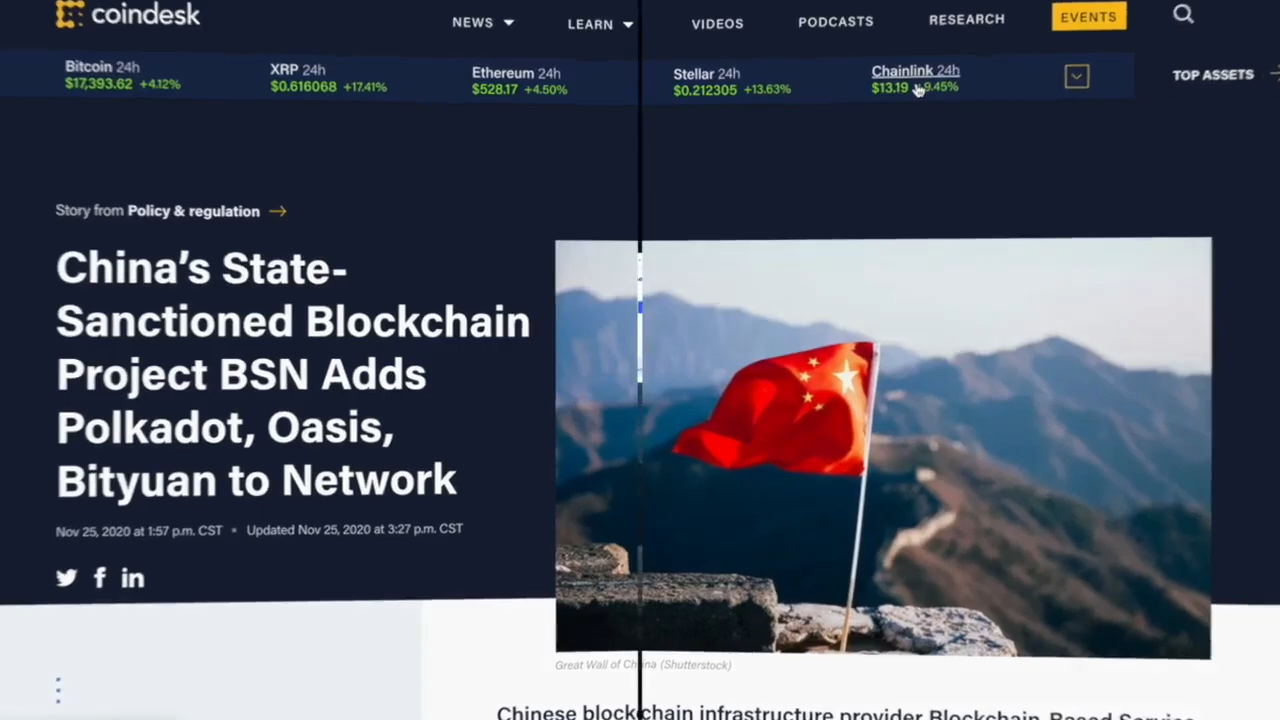 coindesk
NEWS
LEARN
VIDEOS
PODCASTS
RESEARCH
EVENTS
Bitcoin 24h
$17,393.62 +4.12%
XRP 24h
$0.616068 +17.41%
Ethereum 24h
$528.17 +4.50%
Stellar 24h
$0.212305 +13.63%
Chainlink 24h
$13.19 9.45%
TOP ASSETS
Story from Policy & regulation
China's State-
Sanctioned Blockchain
Project BSN Adds
Polkadot, Oasis,
Bityuan to Network
Nov 25, 2020 at 1:57 p.m. CST • Updated Nov 25, 2020 at 3:27 p.m. CST
Great Wall of China (Shutterstock)
Chinese blockchain infrastructure provider Blockchain-Based Service